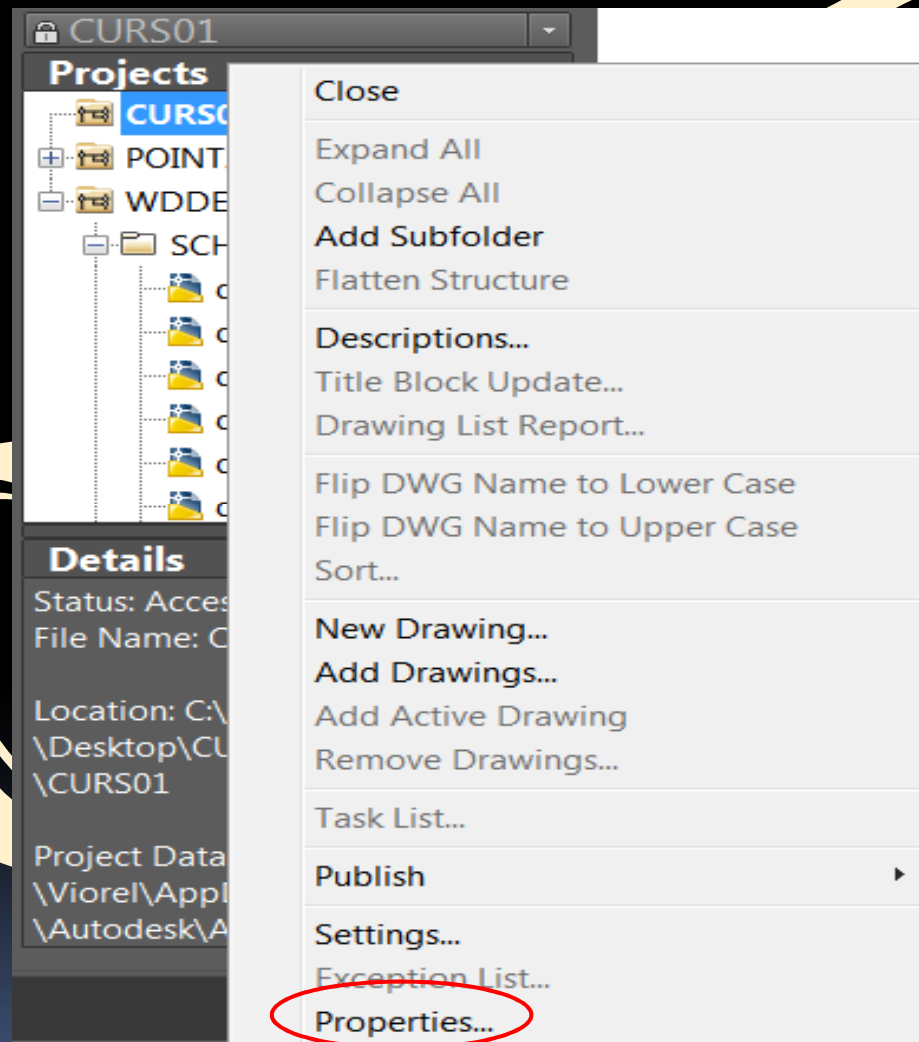 CURS01
Projects
CURS0
POINT
WDDE
SCH
Details
Status: Acces
File Name: C
Location: C:\
\Desktop\CU
\CURS01
Project Data
\Viorel\App
\Autodesk\A
Close
Expand All
Collapse All
Add Subfolder
Flatten Structure
Descriptions...
Title Block Update...
Drawing List Report...
Flip DWG Name to Lower Case
Flip DWG Name to Upper Case
Sort...
New Drawing...
Add Drawings...
Add Active Drawing
Remove Drawings...
Task List...
Publish
Settings...
Exception List...
Properties...